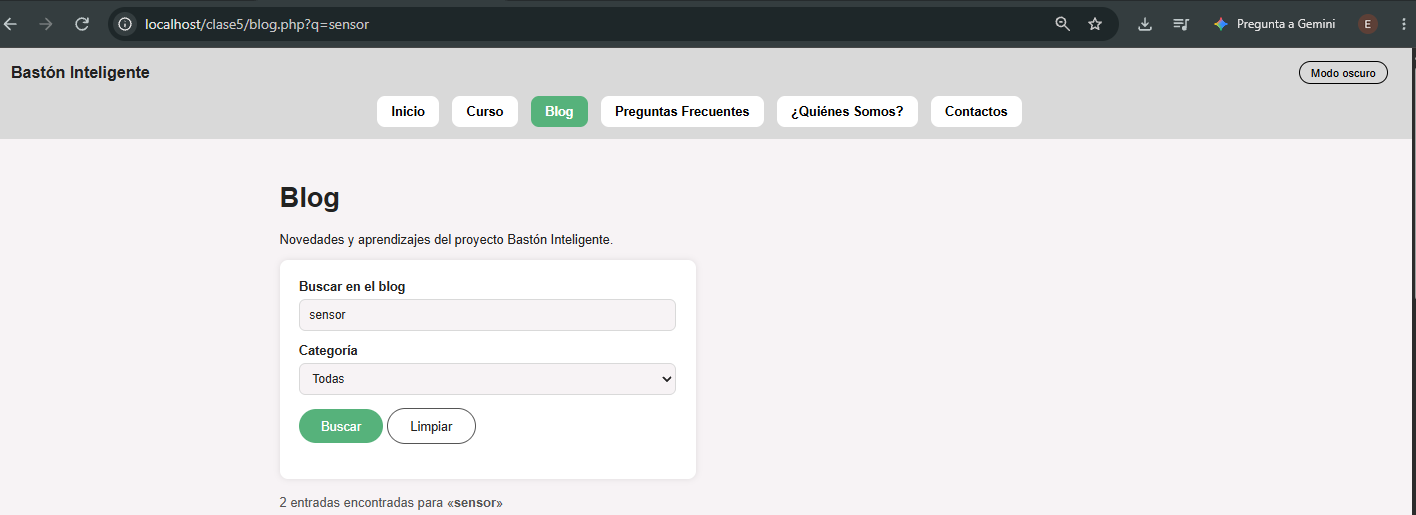 localhost/clase5/blog.php?q=sensor
Pregunta a Gemini
E
Bastón Inteligente
Modo oscuro
Inicio
Curso
Blog
Preguntas Frecuentes
¿Quiénes Somos?
Contactos
Blog
Novedades y aprendizajes del proyecto Bastón Inteligente.
Buscar en el blog
sensor
Categoría
Todas
Buscar
Limpiar
2 entradas encontradas para «sensor»